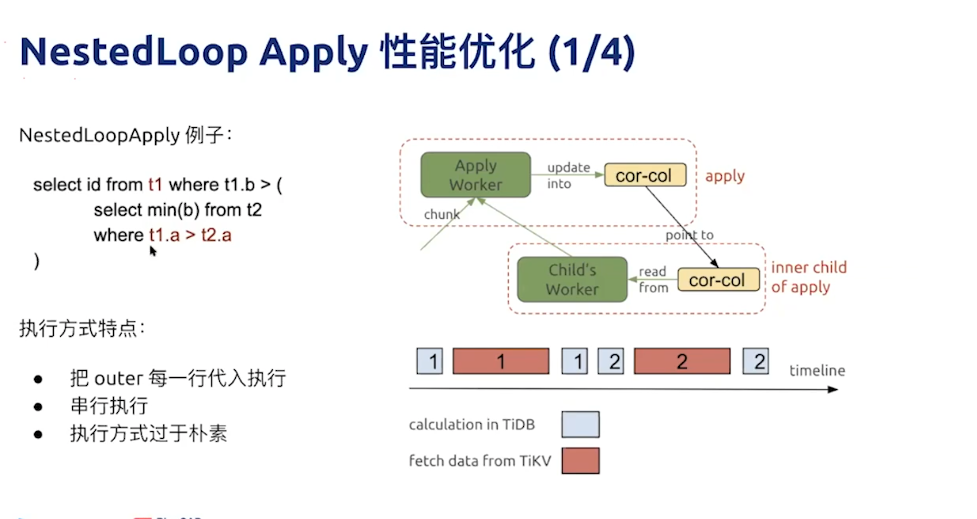 NestedLoop Apply 性能优化 (1/4)
NestedLoopApply 例子：
select id from t1 where t1.b > (
select min(b) from t2
where t1.a > t2.a
)
执行方式特点：
● 把 outer 每一行代入执行
● 串行执行
● 执行方式过于朴素
Apply
Worker
update
into
cor-col
apply
chunk
point to
Child's
Worker
read
from
cor-col
inner child
of apply
1 1 1 2 2 2
timeline
calculation in TiDB
fetch data from TiKV